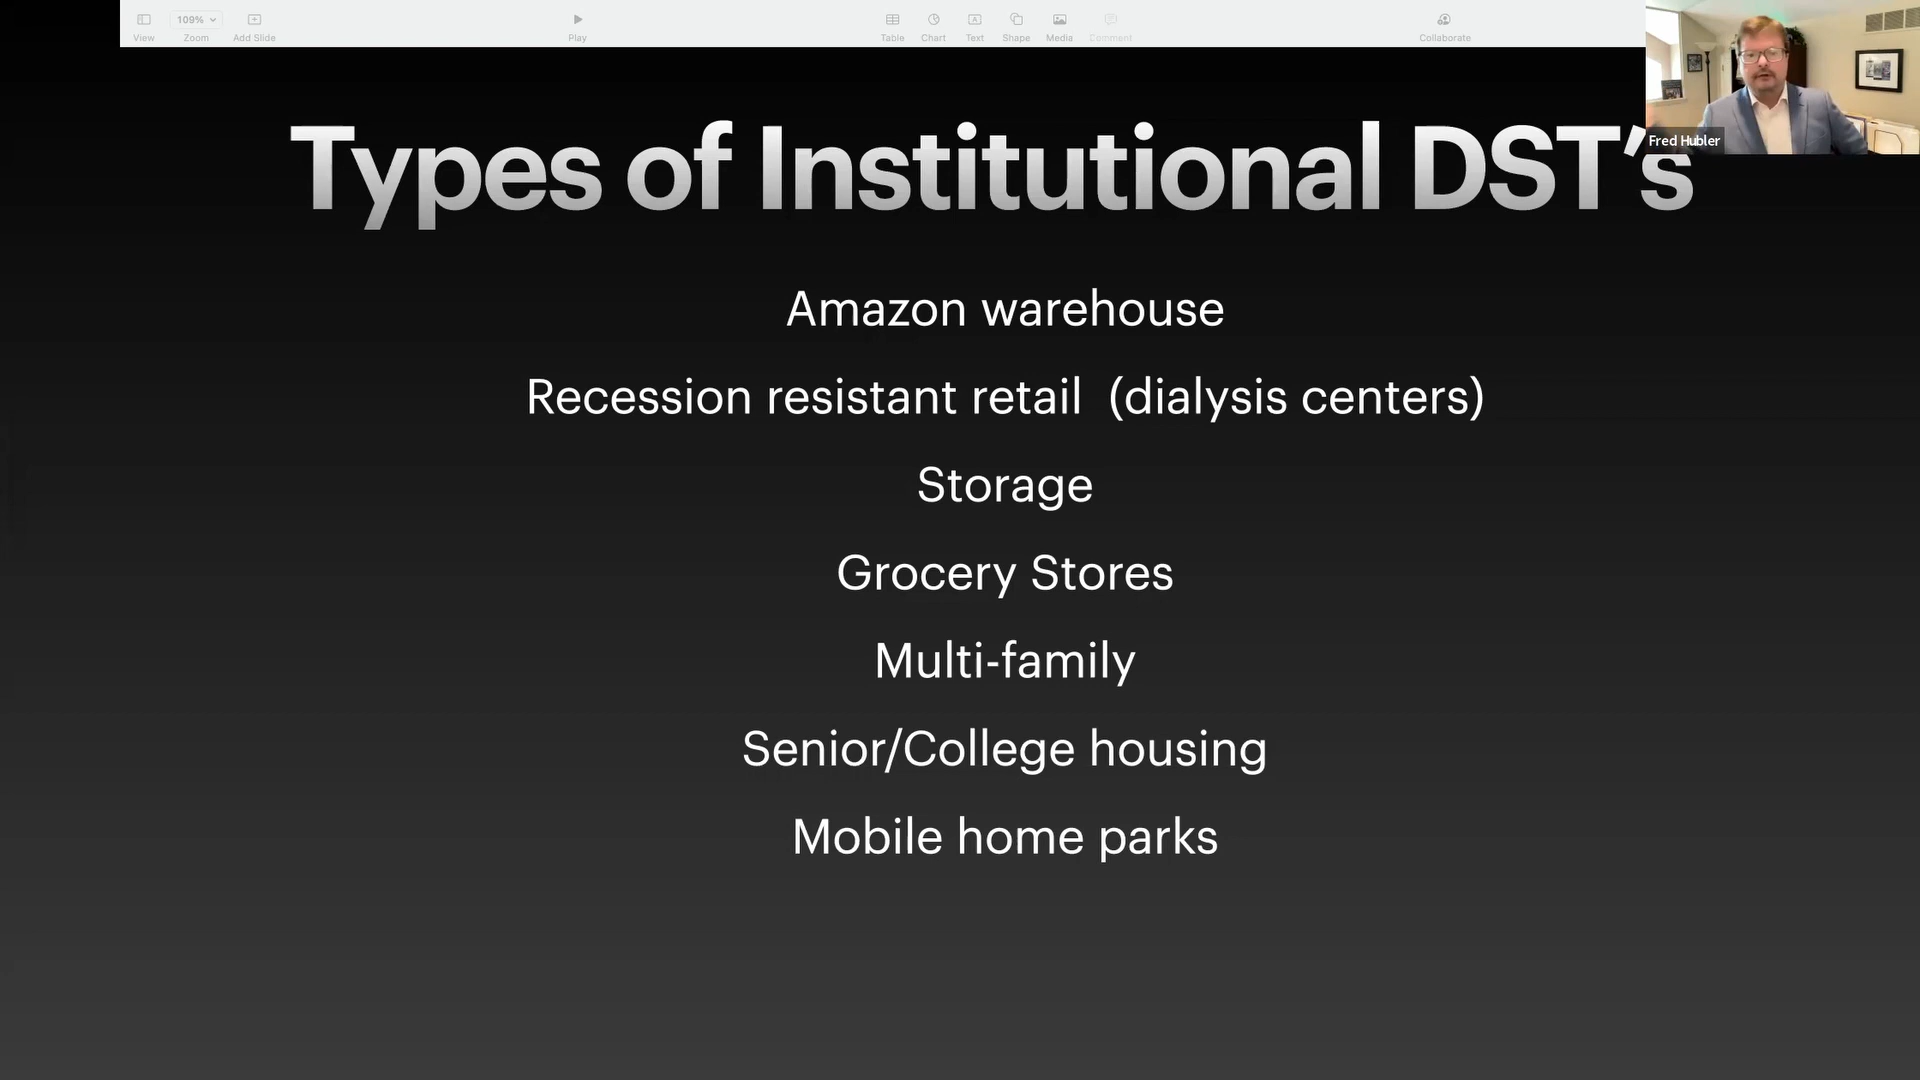 109%
View
Zoom
Add Slide
Play
Table
Chart
Text
Shape
Media
Comment
Collaborate
Fred Hubler
Types of Institutional DST’s
Amazon warehouse
Recession resistant retail (dialysis centers)
Storage
Grocery Stores
Multi-family
Senior/College housing
Mobile home parks